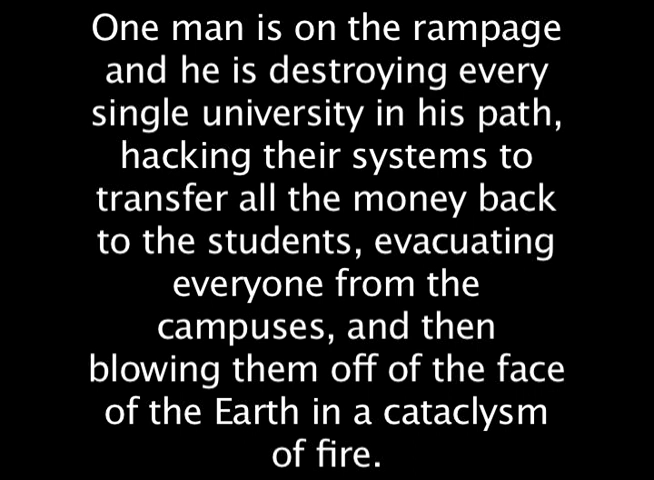 One man is on the rampage
and he is destroying every
single university in his path,
hacking their systems to
transfer all the money back
to the students, evacuating
everyone from the
campuses, and then
blowing them off of the face
of the Earth in a cataclysm
of fire.